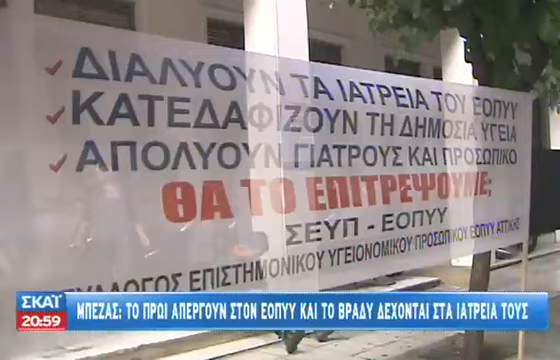 ΔΙΑΛΥΟΥΝ ΤΑ ΙΑΤΡΕΙΑ ΤΟΥ ΕΟΠΥΥ
ΚΑΤΕΔΑΦΙΖΟΥΝ ΤΗ ΔΗΜΟΣΙΑ ΥΓΕΙΑ
ΑΠΟΛΥΟΥΝ ΓΙΑΤΡΟΥΣ ΚΑΙ ΠΡΟΣΩΠΙΚΟ
ΘΑ ΤΟ ΕΠΙΤΡΕΨΟΥΜΕ;
ΣΕΥΠ - ΕΟΠΥΥ
ΣΥΛΛΟΓΟΣ ΕΠΙΣΤΗΜΟΝΙΚΟΥ ΥΓΕΙΟΝΟΜΙΚΟΥ ΠΡΟΣΩΠΙΚΟΥ ΕΟΠΥΥ ΑΤΤΙΚΗΣ
ΣΚΑΪ
20:59
ΜΠΕΖΑΣ: ΤΟ ΠΡΩΙ ΑΠΕΡΓΟΥΝ ΣΤΟΝ ΕΟΠΥΥ ΚΑΙ ΤΟ ΒΡΑΔΥ ΔΕΧΟΝΤΑΙ ΣΤΑ ΙΑΤΡΕΙΑ ΤΟΥΣ